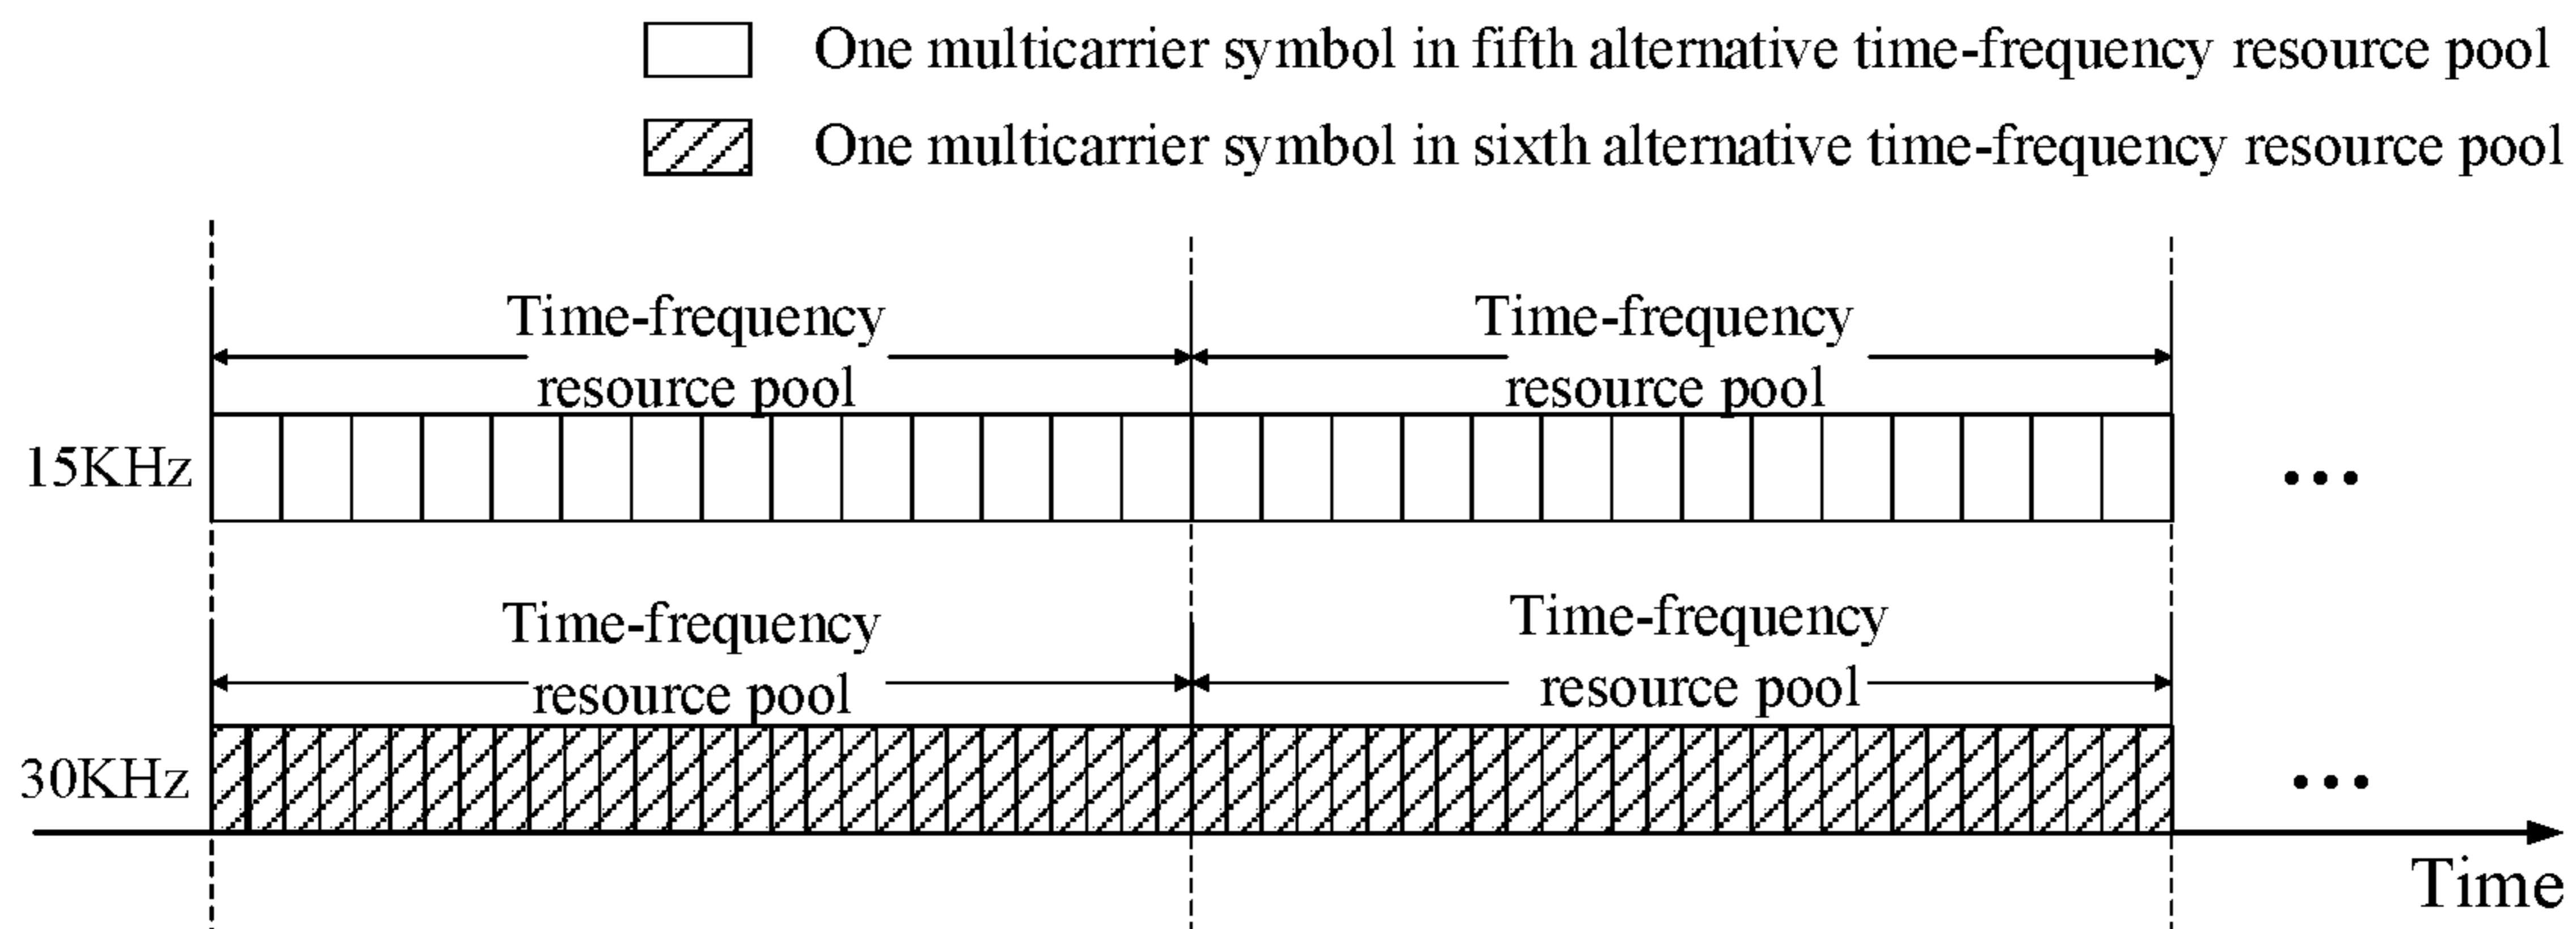 One multicarrier symbol in fifth alternative time-frequency resource pool
One multicarrier symbol in sixth alternative time-frequency resource pool
Time-frequency
resource pool
Time-frequency
resource pool
15KHz
Time-frequency
resource pool
Time-frequency
resource pool
30KHz
Time